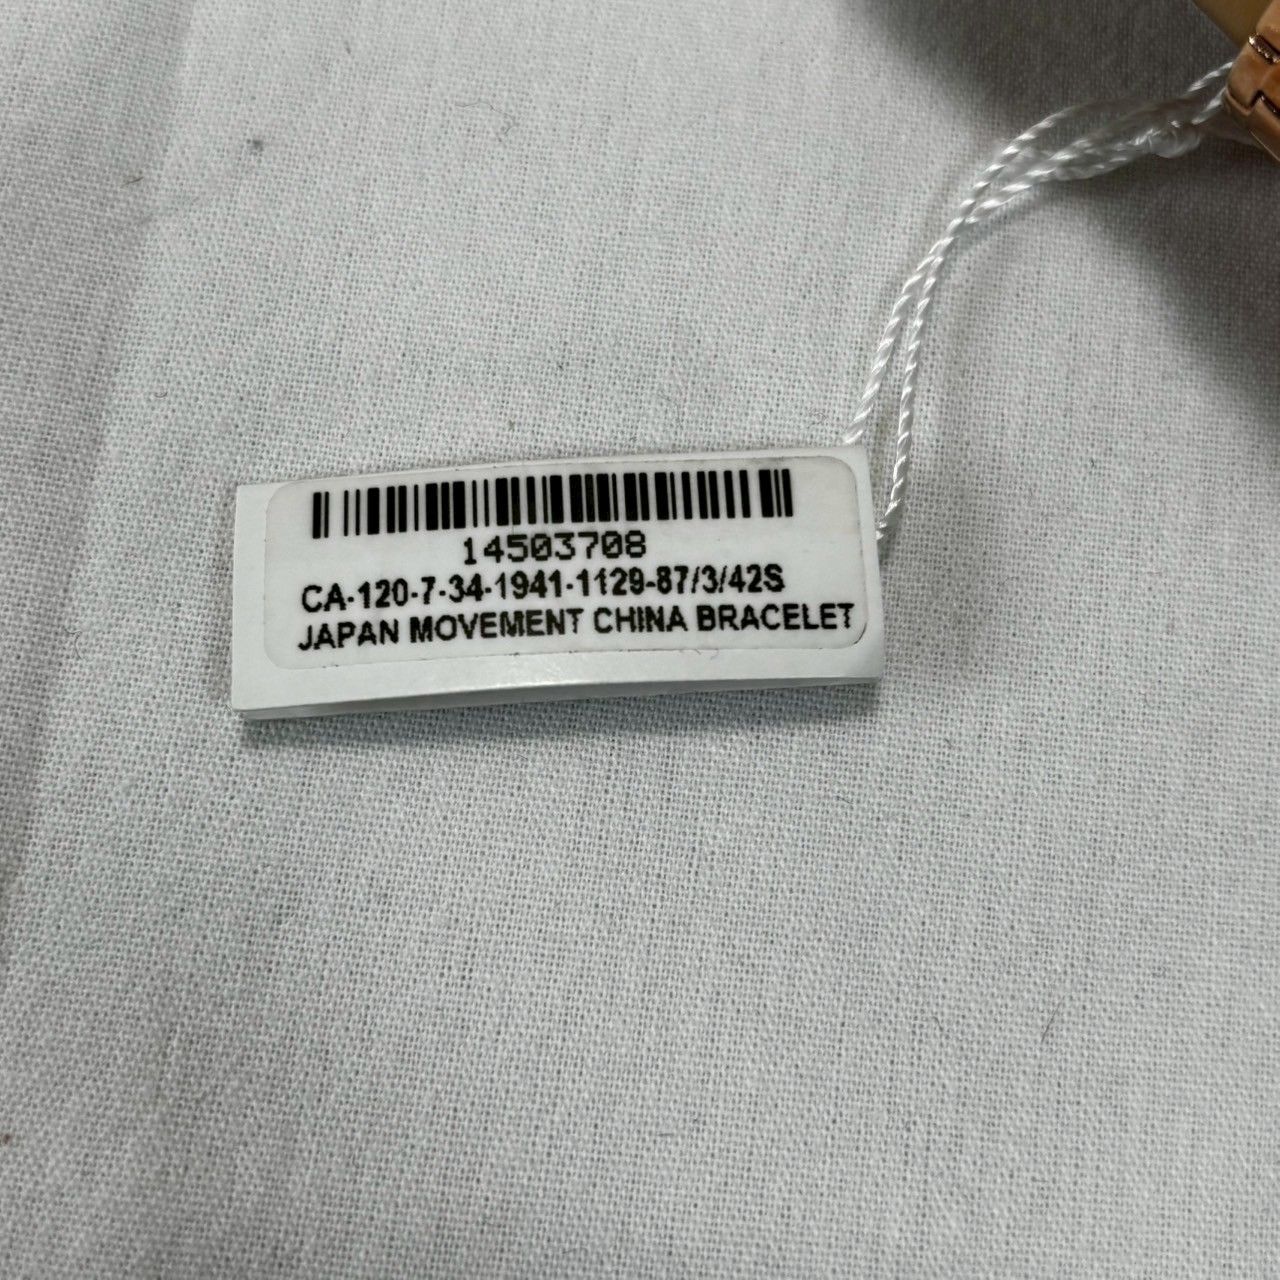 14503708
CA-120-7-34-1941-1129-87/3/42S
JAPAN MOVEMENT CHINA BRACELET